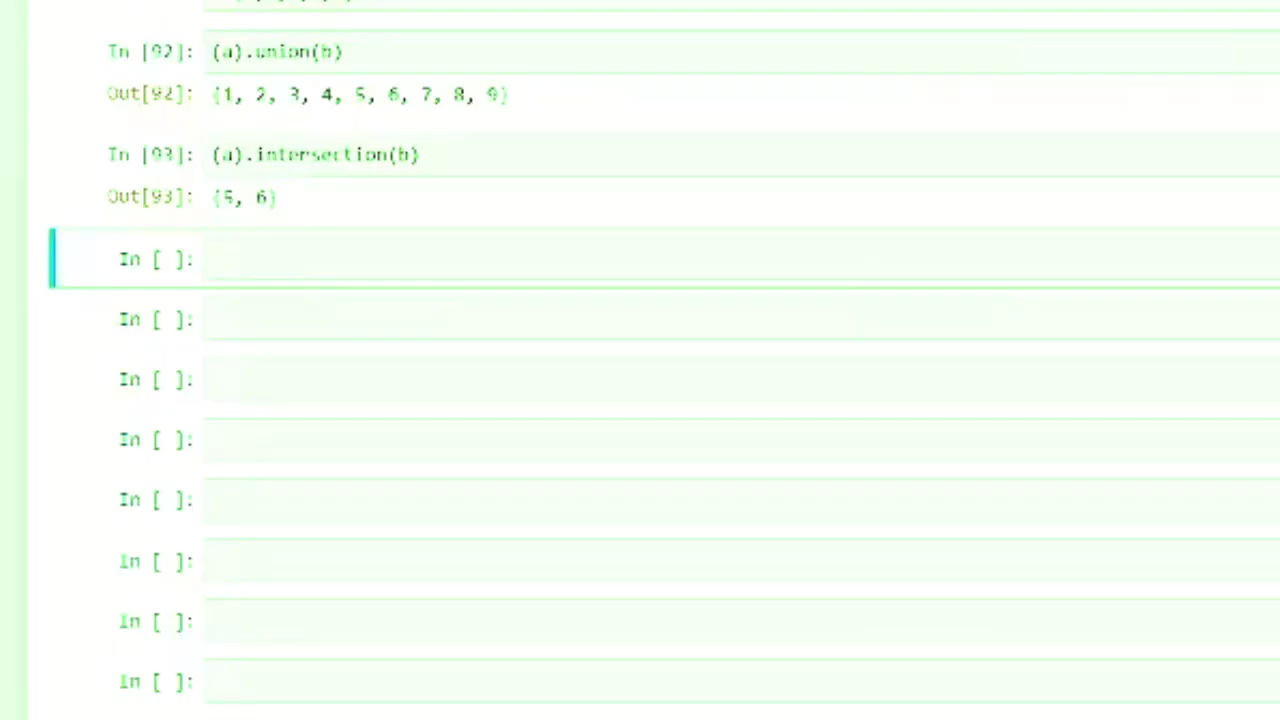 In [92]: (a).union(b)
Out[92]: {1, 2, 3, 4, 5, 6, 7, 8, 9}
In [93]: (a).intersection(b)
Out[93]: {5, 6}
In [ ]:
In [ ]:
In [ ]:
In [ ]:
In [ ]:
In [ ]:
In [ ]:
In [ ]: